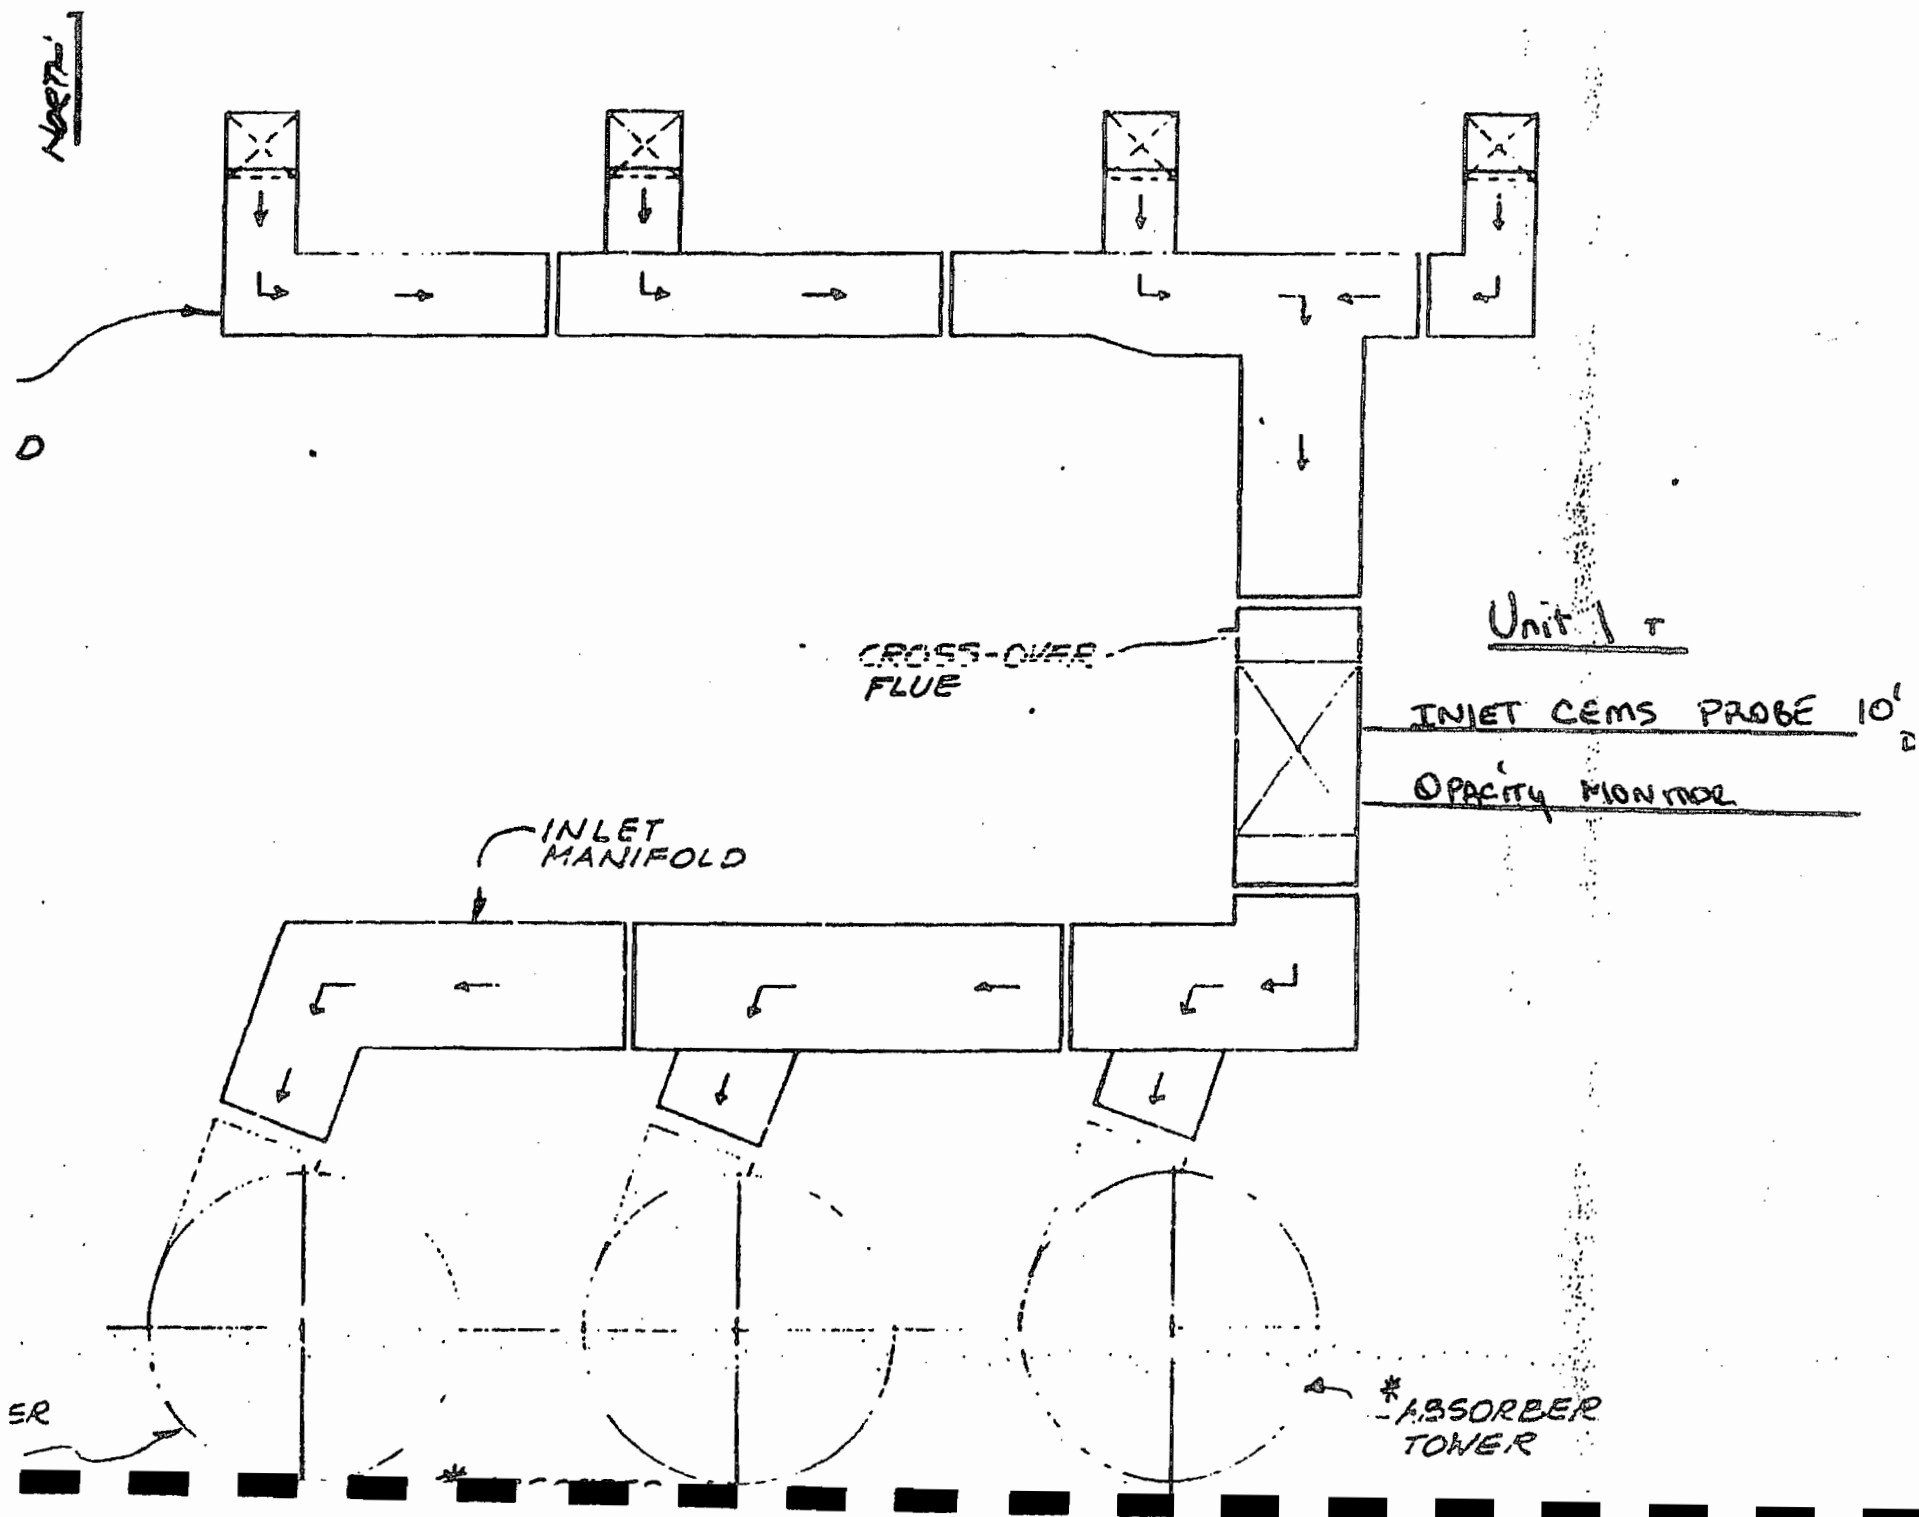 NORTH
D
Unit 1
CROSS-OVER
FLUE
INLET CEMS PROBE 10'
OPACITY MONITOR
INLET
MANIFOLD
ER
*
*ABSORBER
TOWER